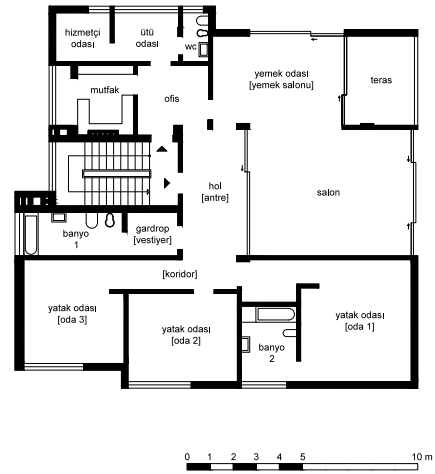 hizmetçi
odası
ütü
odası
wc
yemek odası
[yemek salonu]
teras
mutfak
ofis
hol
[antre]
salon
banyo
1
gardrop
[vestiyer]
[koridor]
yatak odası
[oda 3]
yatak odası
[oda 2]
yatak odası
[oda 1]
banyo
2
0 1 2 3 4 5 10 m